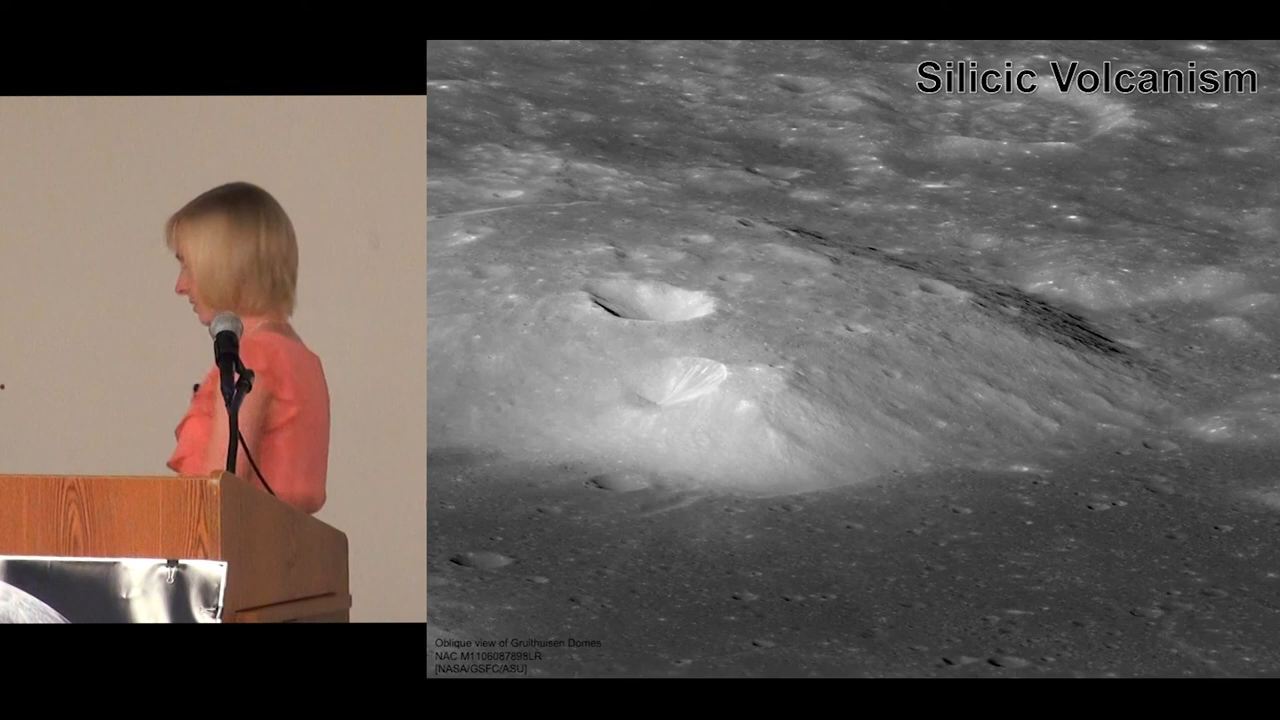 Silicic Volcanism
Oblique view of Gruithuisen Domes
NAC M1106087898LR
[NASA/GSFC/ASU]